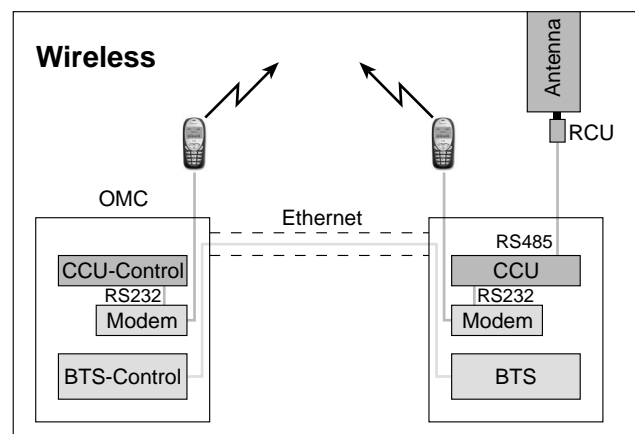 Wireless
Antenna
RCU
OMC
Ethernet
RS485
CCU-Control
CCU
RS232
RS232
Modem
Modem
BTS-Control
BTS